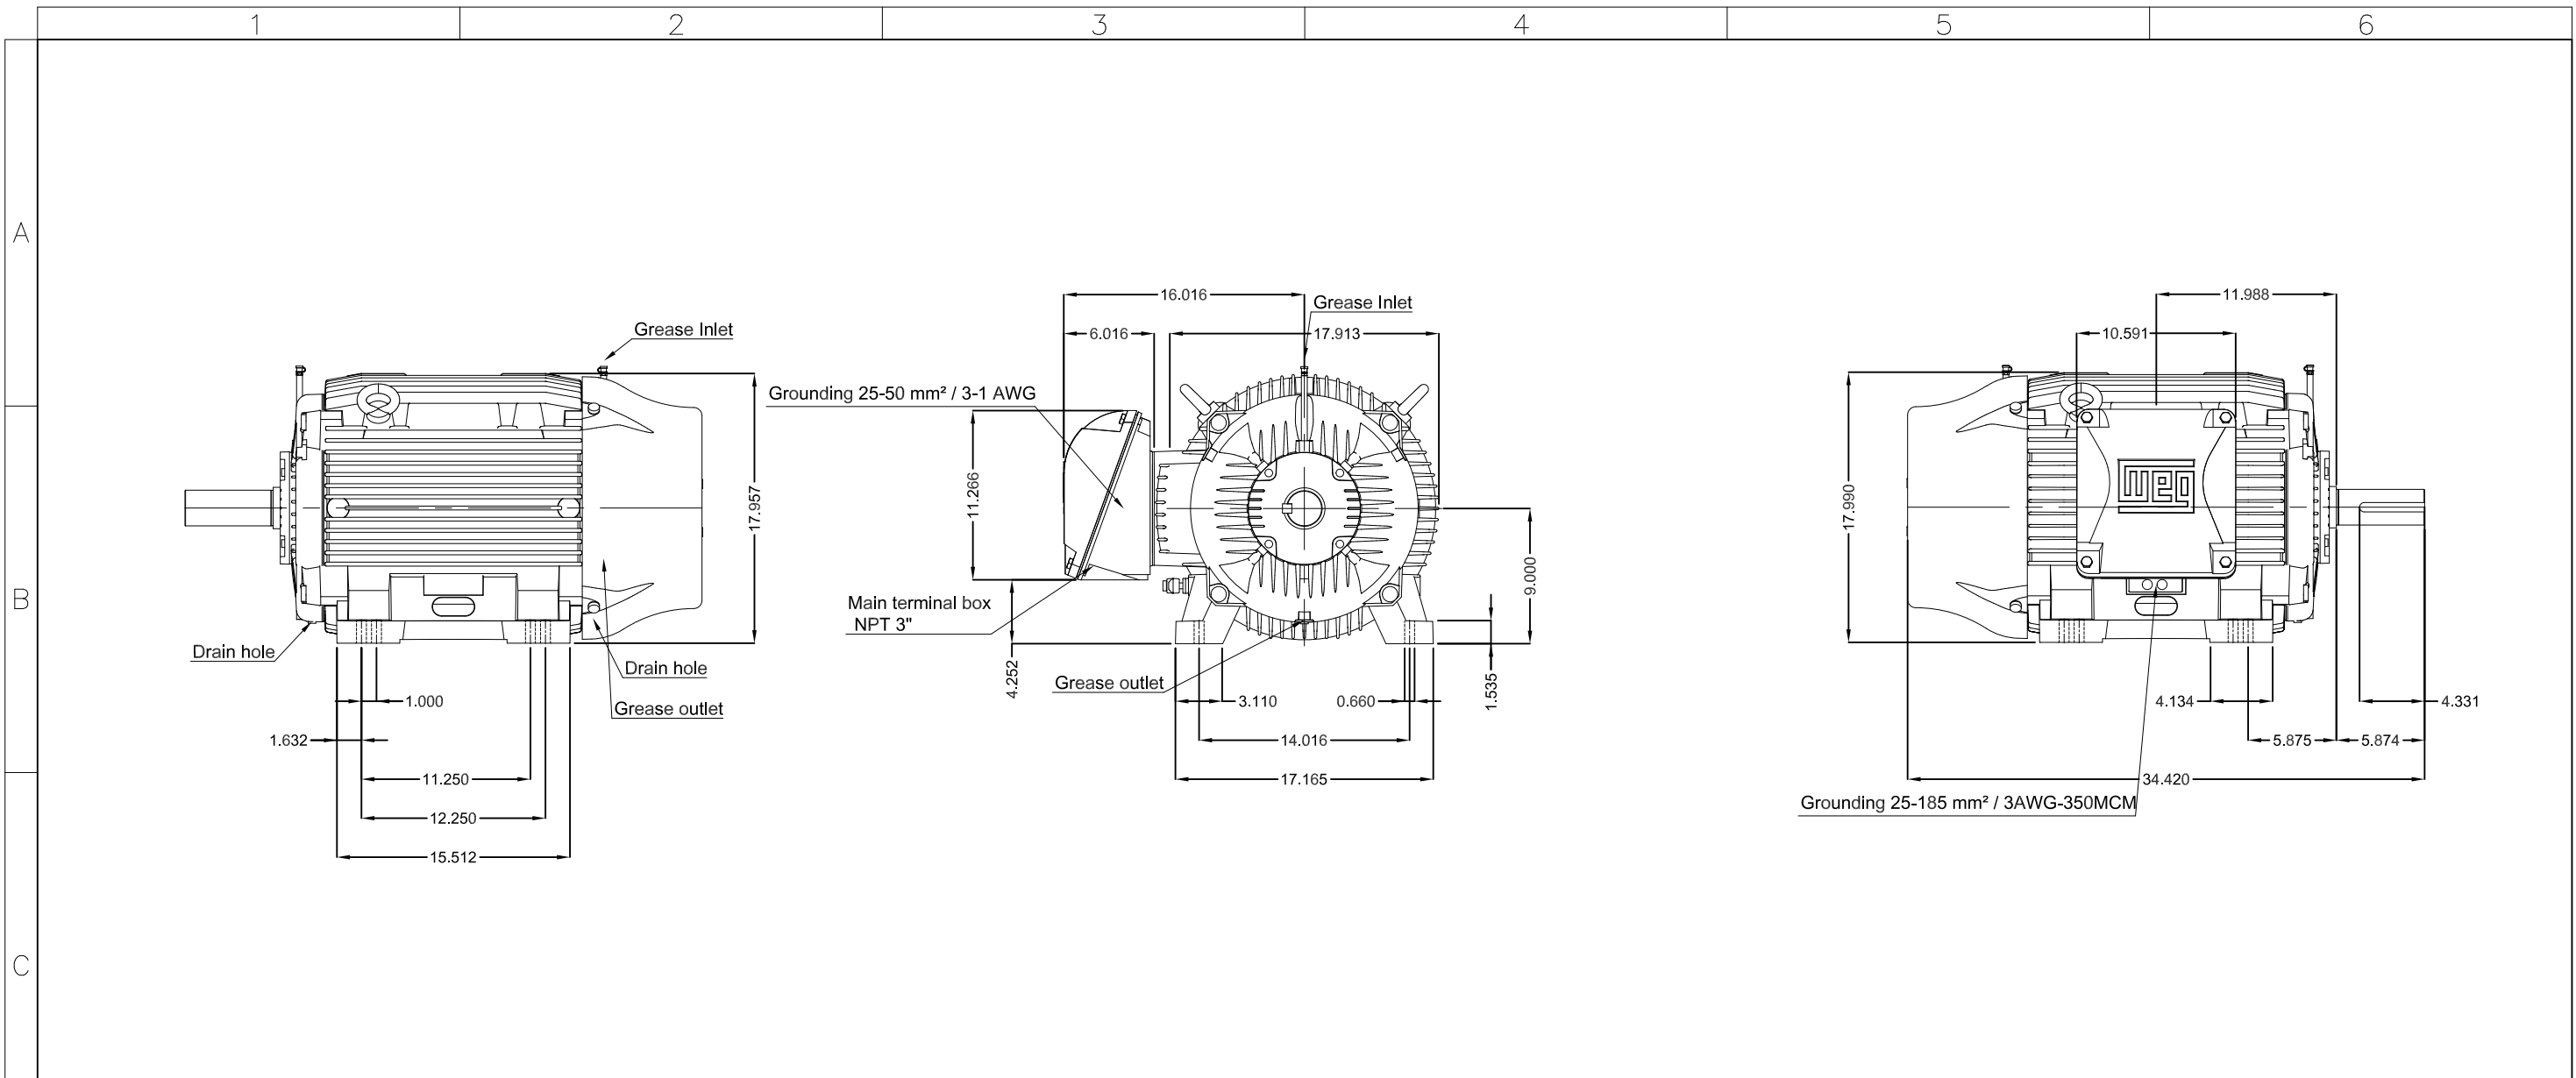 1 2 3 4 5 6
A
B
C
Grease Inlet
17.957
Drain hole
Drain hole
Grease outlet
1.000
1.632
11.250
12.250
15.512
16.016
Grease Inlet
6.016
17.913
Grounding 25-50 mm² / 3-1 AWG
11.266
9.000
Main terminal box
NPT 3"
4.252
Grease outlet
3.110
0.660
1.535
14.016
17.165
11.988
10.591
17.990
weg
4.134
4.331
5.875
5.874
34.420
Grounding 25-185 mm² / 3AWG-350MCM